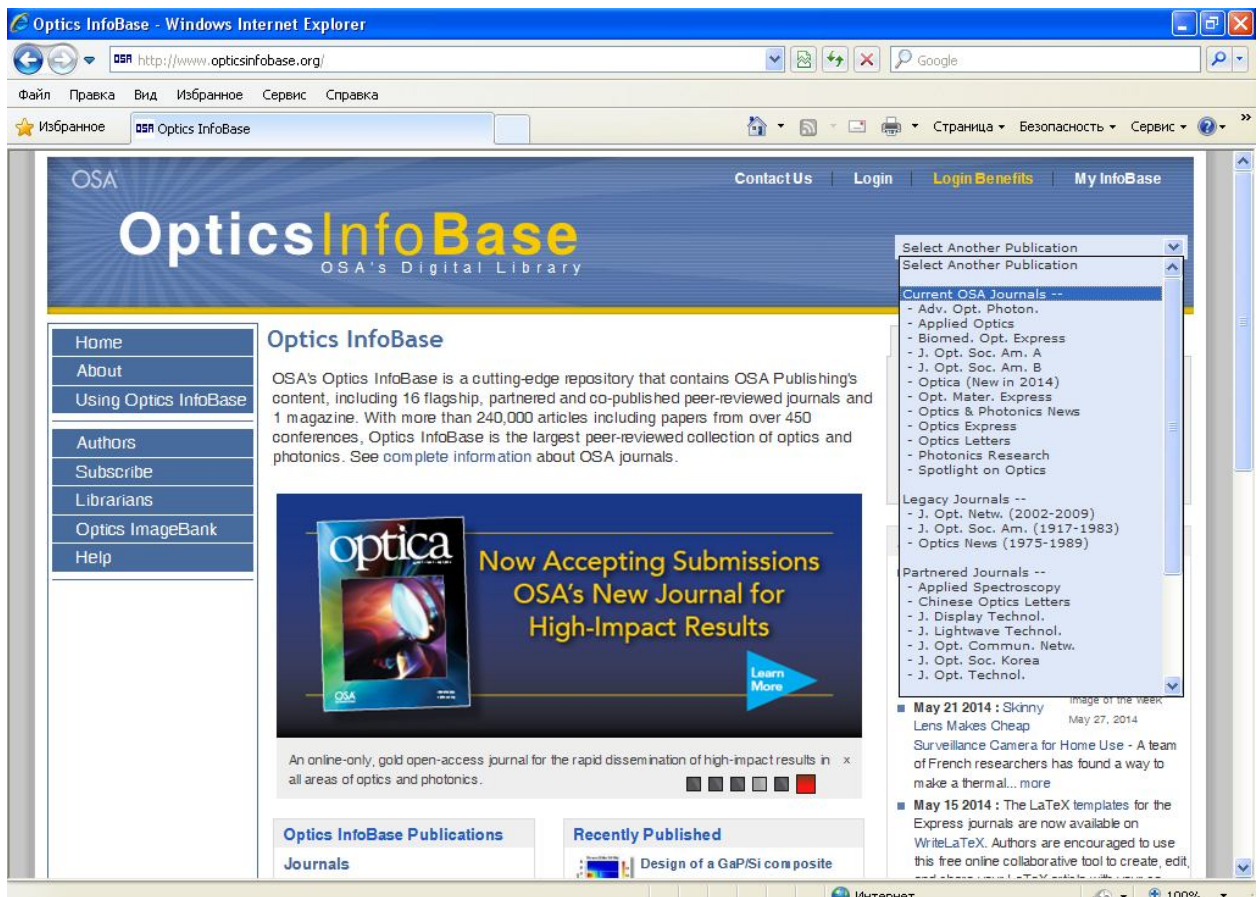 Optics InfoBase - Windows Internet Explorer
OSA http://www.opticsinfobase.org/
Google
Файл Правка Вид Избранное Сервис Справка
Избранное OSA Optics InfoBase
Страница Безопасность Сервис »
OSA
Contact Us | Login | Login Benefits | My InfoBase
OpticsInfoBase
OSA's Digital Library
Select Another Publication
Select Another Publication
Current OSA Journals --
- Adv. Opt. Photon.
- Applied Optics
- Biomed. Opt. Express
- J. Opt. Soc. Am. A
- J. Opt. Soc. Am. B
- Optica (New in 2014)
- Opt. Mater. Express
- Optics & Photonics News
- Optics Express
- Optics Letters
- Photonics Research
- Spotlight on Optics
Legacy Journals --
- J. Opt. Netw. (2002-2009)
- J. Opt. Soc. Am. (1917-1983)
- Optics News (1975-1989)
Partnered Journals --
- Applied Spectroscopy
- Chinese Optics Letters
- J. Display Technol.
- J. Lightwave Technol.
- J. Opt. Commun. Netw.
- J. Opt. Soc. Korea
- J. Opt. Technol.
Home
About
Using Optics InfoBase
Authors
Subscribe
Librarians
Optics ImageBank
Help
Optics InfoBase
OSA's Optics InfoBase is a cutting-edge repository that contains OSA Publishing's
content, including 16 flagship, partnered and co-published peer-reviewed journals and
1 magazine. With more than 240,000 articles including papers from over 450
conferences, Optics InfoBase is the largest peer-reviewed collection of optics and
photonics. See complete information about OSA journals.
optica
OSA
Now Accepting Submissions
OSA's New Journal for
High-Impact Results
Learn
More
An online-only, gold open-access journal for the rapid dissemination of high-impact results in x
all areas of optics and photonics.
Optics InfoBase Publications
Journals
Recently Published
Design of a GaP/Si composite
Image of the Week
May 27, 2014
May 21 2014 : Skinny
Lens Makes Cheap
Surveillance Camera for Home Use - A team
of French researchers has found a way to
make a thermal... more
May 15 2014 : The LaTeX templates for the
Express journals are now available on
WriteLaTeX. Authors are encouraged to use
this free online collaborative tool to create, edit,
Интернет
100%